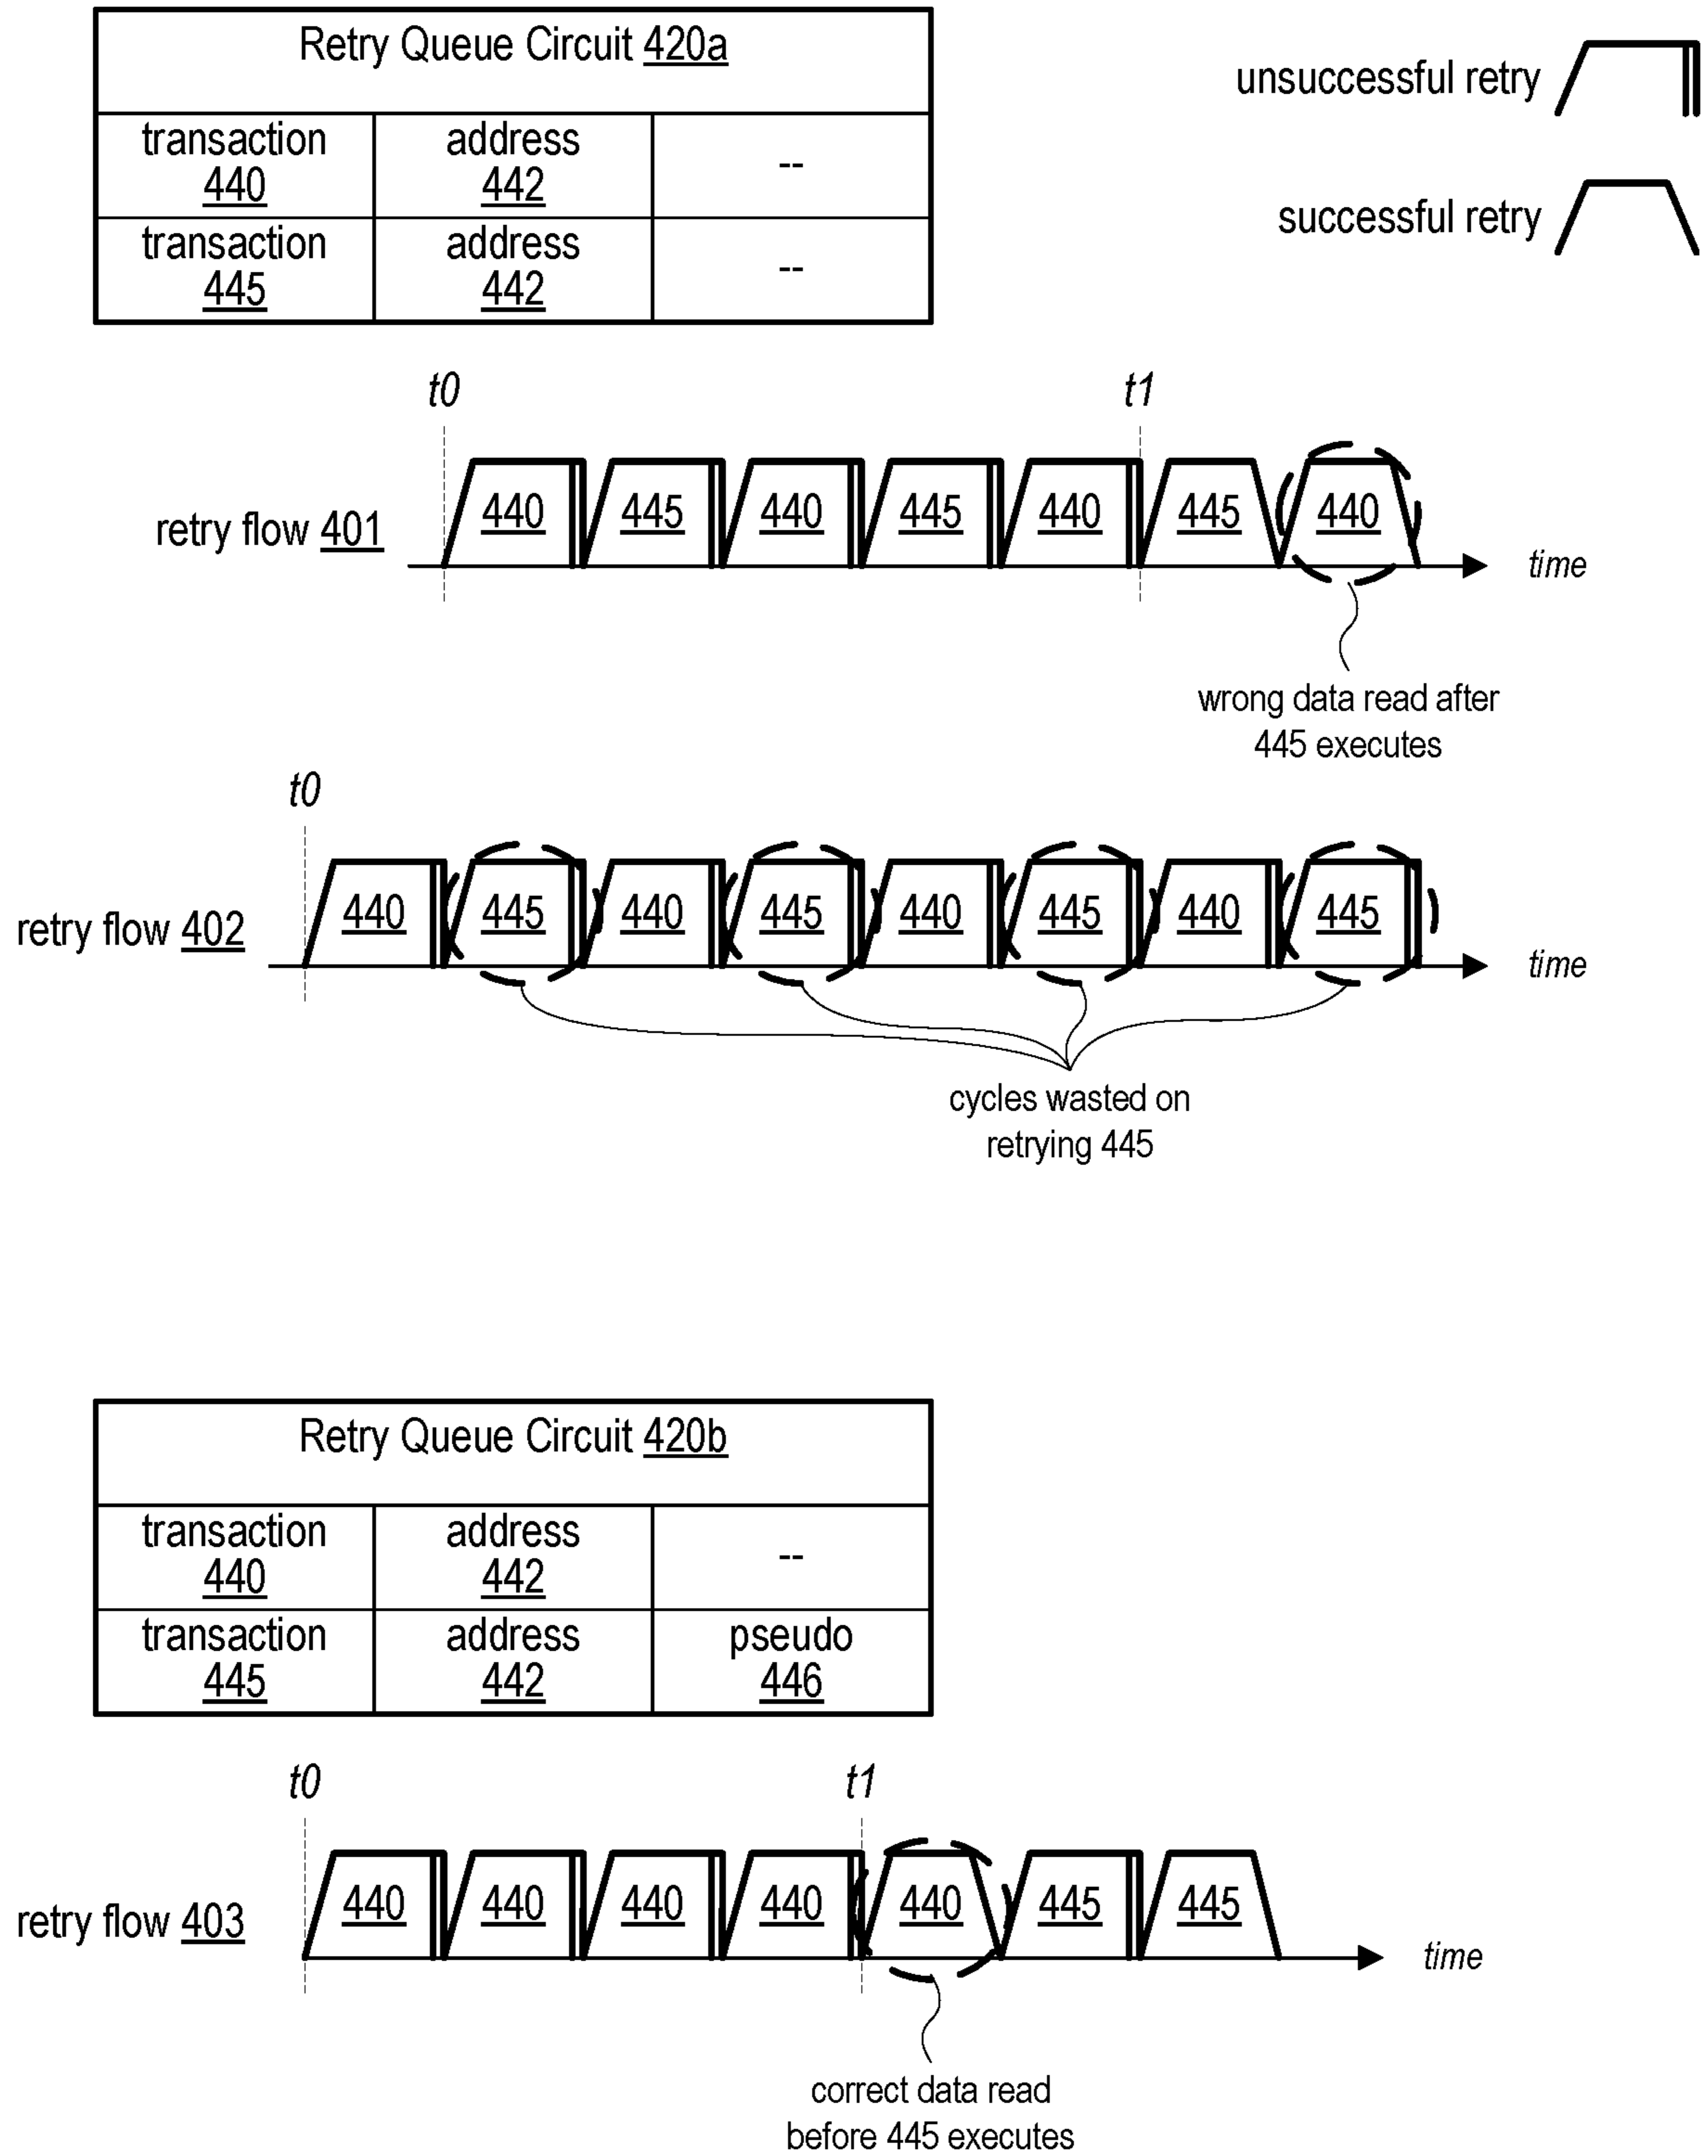 Retry Queue Circuit 420a
unsuccessful retry
successful retry
transaction 440
address 442
--
transaction 445
address 442
--
t0
t1
retry flow 401
440 445 440 445 440 445 440
time
wrong data read after
445 executes
t0
retry flow 402
440 445 440 445 440 445 440 445
time
cycles wasted on
retrying 445
Retry Queue Circuit 420b
transaction 440
address 442
--
transaction 445
address 442
pseudo 446
t0
t1
retry flow 403
440 440 440 440 440 445 445
time
correct data read
before 445 executes